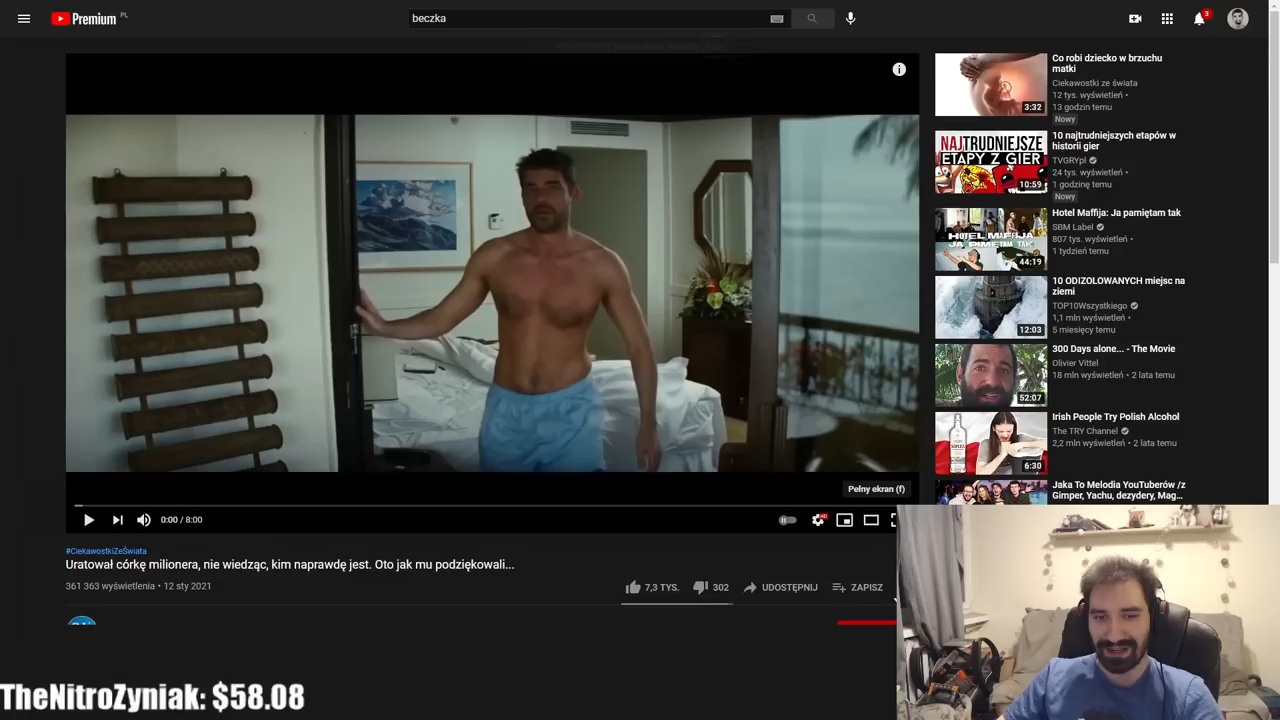 Premium PL
beczka
3
Pełny ekran (f)
0:00 / 8:00
HD
#CiekawostkiZeŚwiata
Uratował córkę milionera, nie wiedząc, kim naprawdę jest. Oto jak mu podziękowali...
361 363 wyświetlenia • 12 sty 2021
7,3 TYS.
302
UDOSTĘPNIJ
ZAPISZ
3:32
Co robi dziecko w brzuchu
matki
Ciekawostki ze świata
12 tys. wyświetleń •
13 godzin temu
Nowy
NAJTRUDNIEJSZE
ETAPY Z GIER
10:59
10 najtrudniejszych etapów w
historii gier
TVGRYpl
24 tys. wyświetleń •
1 godzinę temu
Nowy
HOTEL MAFFIJA:
JA PAMIĘTAM TAK
44:19
Hotel Maffija: Ja pamiętam tak
SBM Label
807 tys. wyświetleń •
1 tydzień temu
12:03
10 ODIZOLOWANYCH miejsc na
ziemi
TOP10Wszystkiego
1,1 mln wyświetleń •
5 miesięcy temu
52:07
300 Days alone... - The Movie
Olivier Vittel
18 mln wyświetleń • 2 lata temu
6:30
Irish People Try Polish Alcohol
The TRY Channel
2,2 mln wyświetleń • 2 lata temu
Jaka To Melodia YouTuberów /z
Gimper, Yachu, dezydery, Mag...
TheNitroZyniak: $58.08